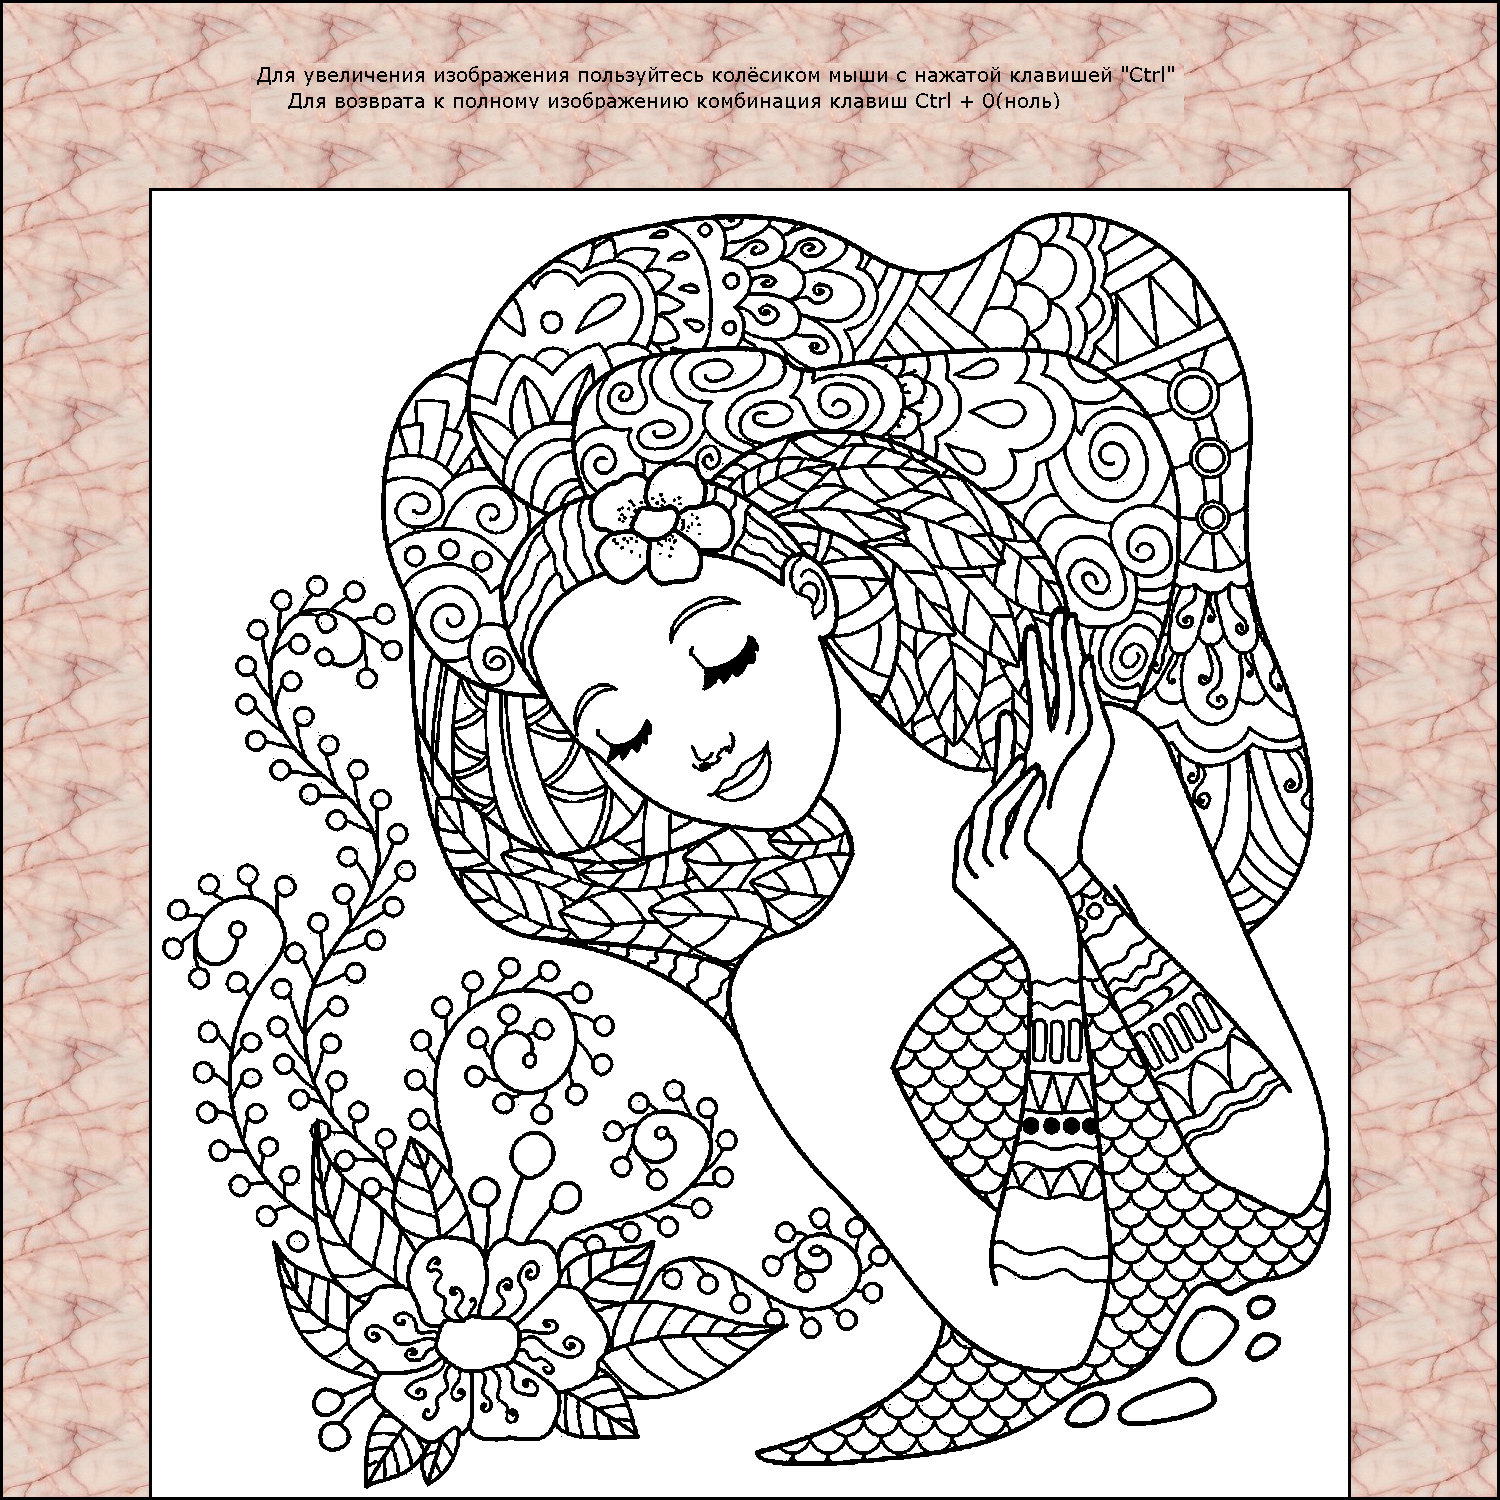 Для увеличения изображения пользуйтесь колёсиком мыши с нажатой клавишей "Ctrl"
Для возврата к полному изображению комбинация клавиш Ctrl + 0(ноль)